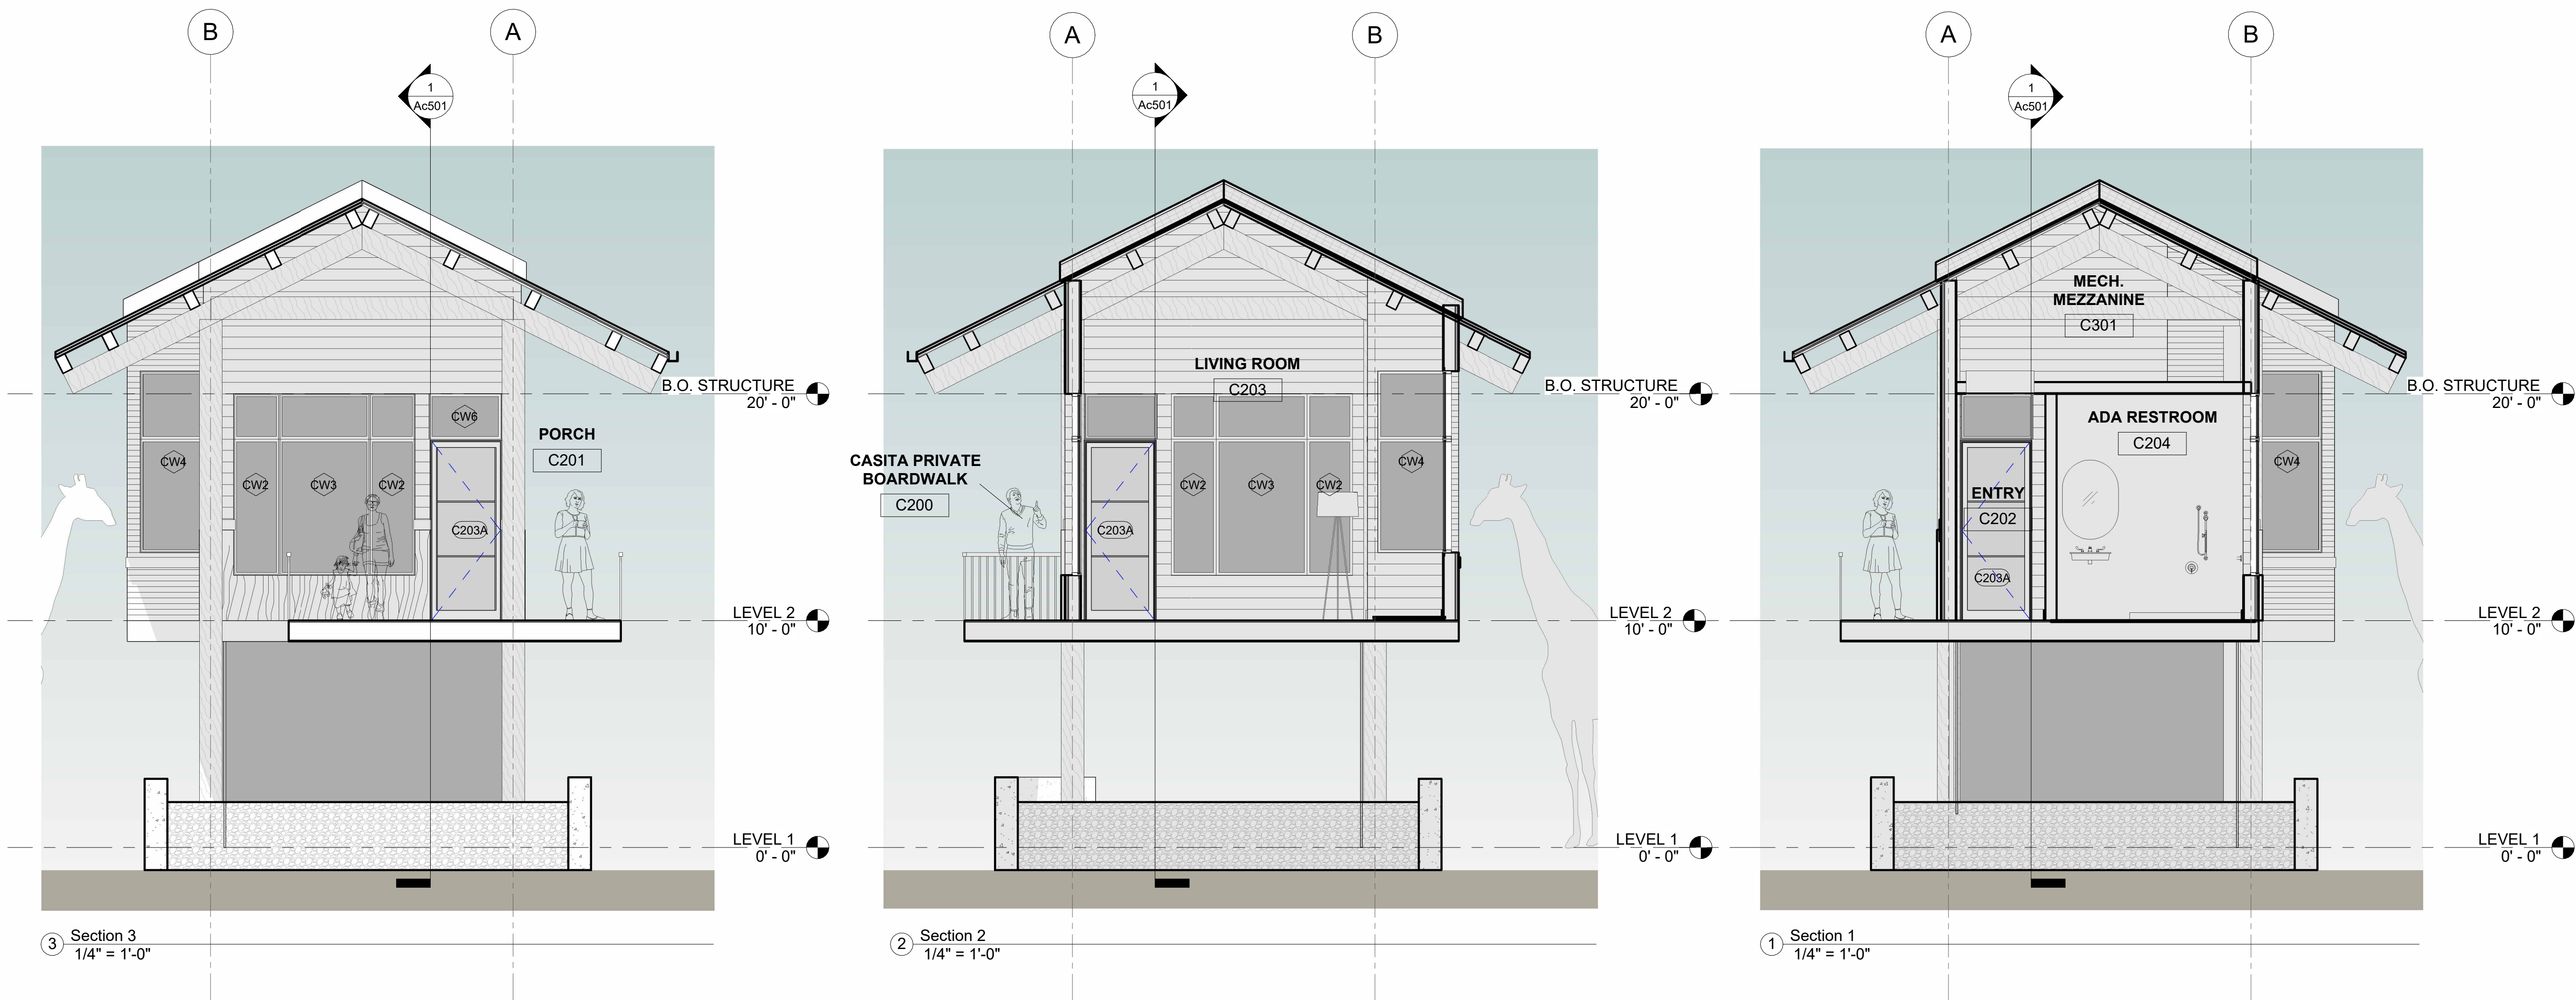 B
A
1
Ac501
CW6
CW4
CW2
CW3
CW2
C203A
PORCH
C201
B.O. STRUCTURE
20' - 0"
LEVEL 2
10' - 0"
LEVEL 1
0' - 0"
3
Section 3
1/4" = 1'-0"
A
B
1
Ac501
LIVING ROOM
C203
CASITA PRIVATE
BOARDWALK
C200
CW2
CW3
CW2
CW4
C203A
B.O. STRUCTURE
20' - 0"
LEVEL 2
10' - 0"
LEVEL 1
0' - 0"
2
Section 2
1/4" = 1'-0"
A
B
1
Ac501
MECH.
MEZZANINE
C301
ADA RESTROOM
C204
CW4
ENTRY
C202
C203A
B.O. STRUCTURE
20' - 0"
LEVEL 2
10' - 0"
LEVEL 1
0' - 0"
1
Section 1
1/4" = 1'-0"